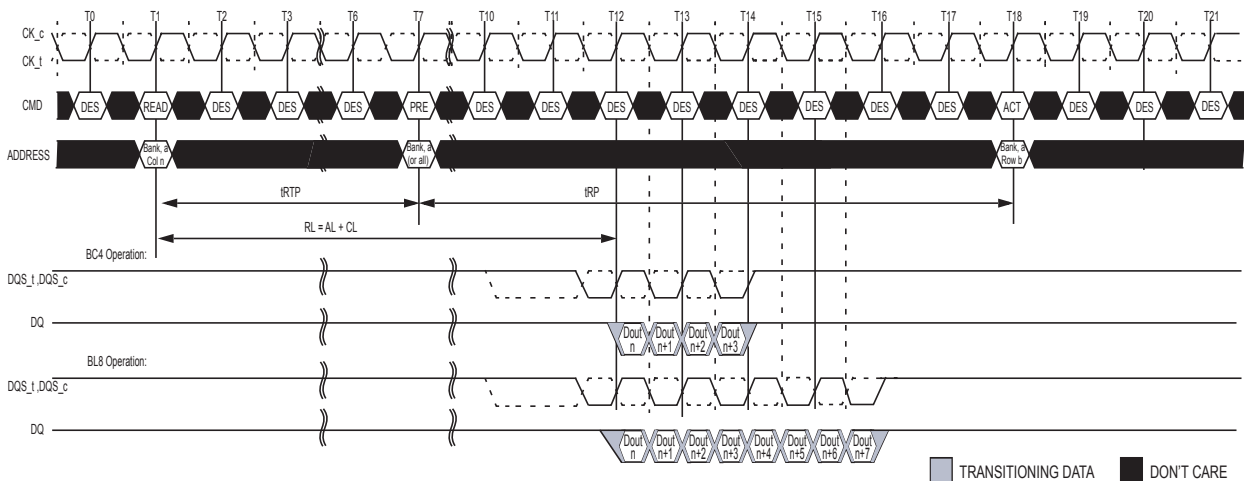 T0 T1 T2 T3 T6 T7 T10 T11 T12 T13 T14 T15 T16 T17 T18 T19 T20 T21
CK_c
CK_t
CMD DES READ DES DES DES PRE DES DES DES DES DES DES DES DES ACT DES DES DES
ADDRESS Bank, a Col n Bank, a (or all) Bank, a Row b
tRTP tRP
RL = AL + CL
BC4 Operation:
DQS_t ,DQS_c
DQ Dout n Dout n+1 Dout n+2 Dout n+3
BL8 Operation:
DQS_t ,DQS_c
DQ Dout n Dout n+1 Dout n+2 Dout n+3 Dout n+4 Dout n+5 Dout n+6 Dout n+7
TRANSITIONING DATA DON'T CARE